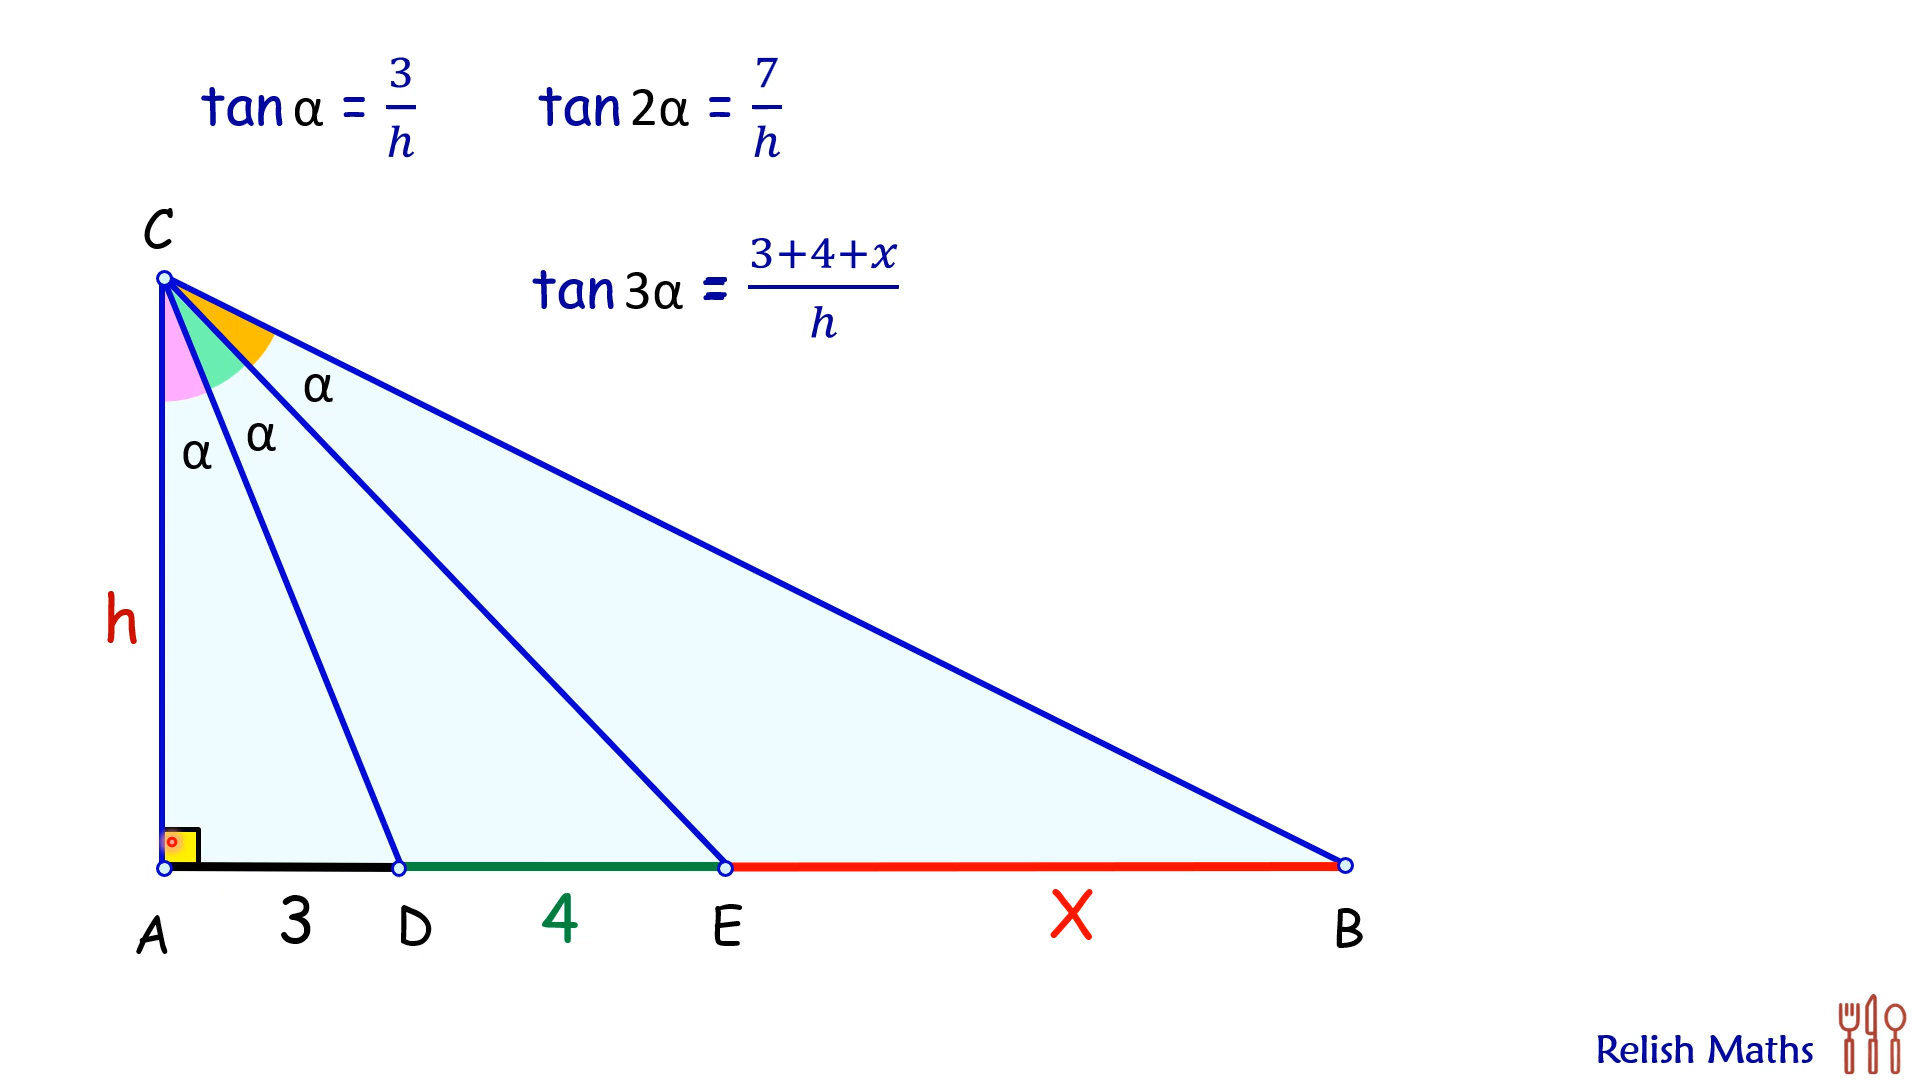 tan α = 3/h    tan 2α = 7/h
C
tan 3α = 3+4+x/h
α
α α
h
A 3 D 4 E X B
Relish Maths